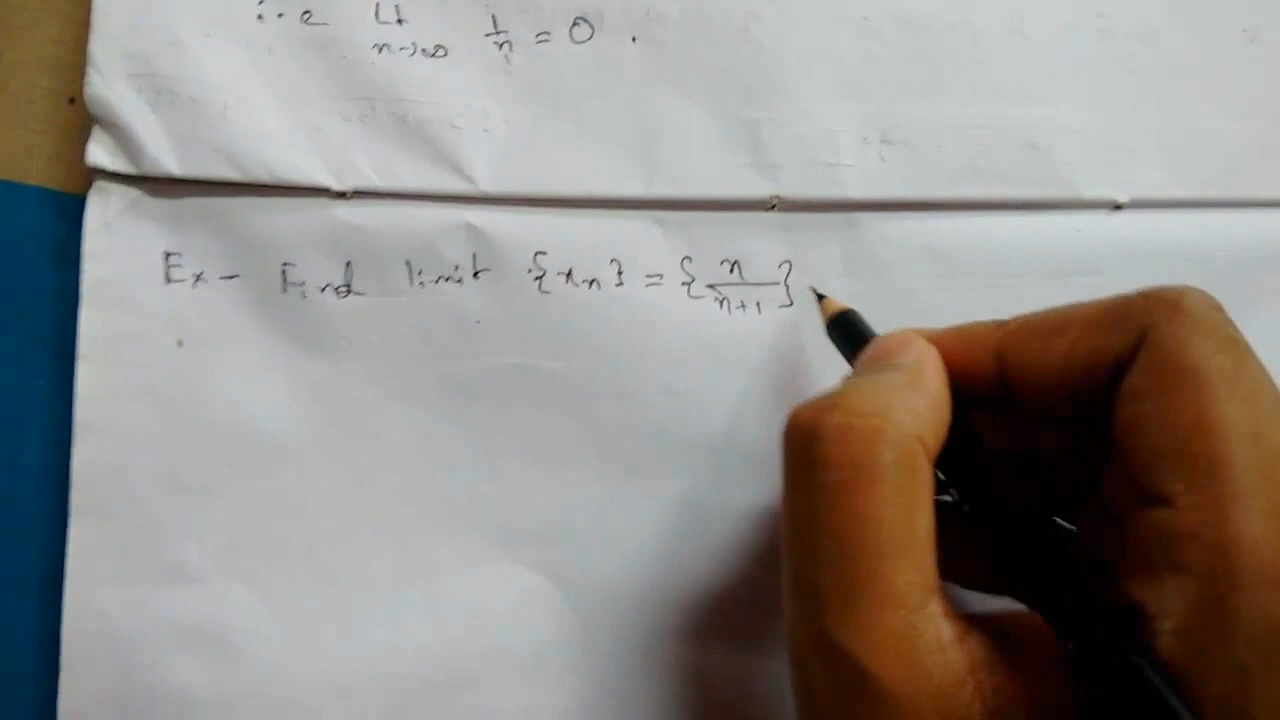 i.e Lt n→∞ 1/n = 0 .
Ex- Find limit {xn} = {n/n+1}